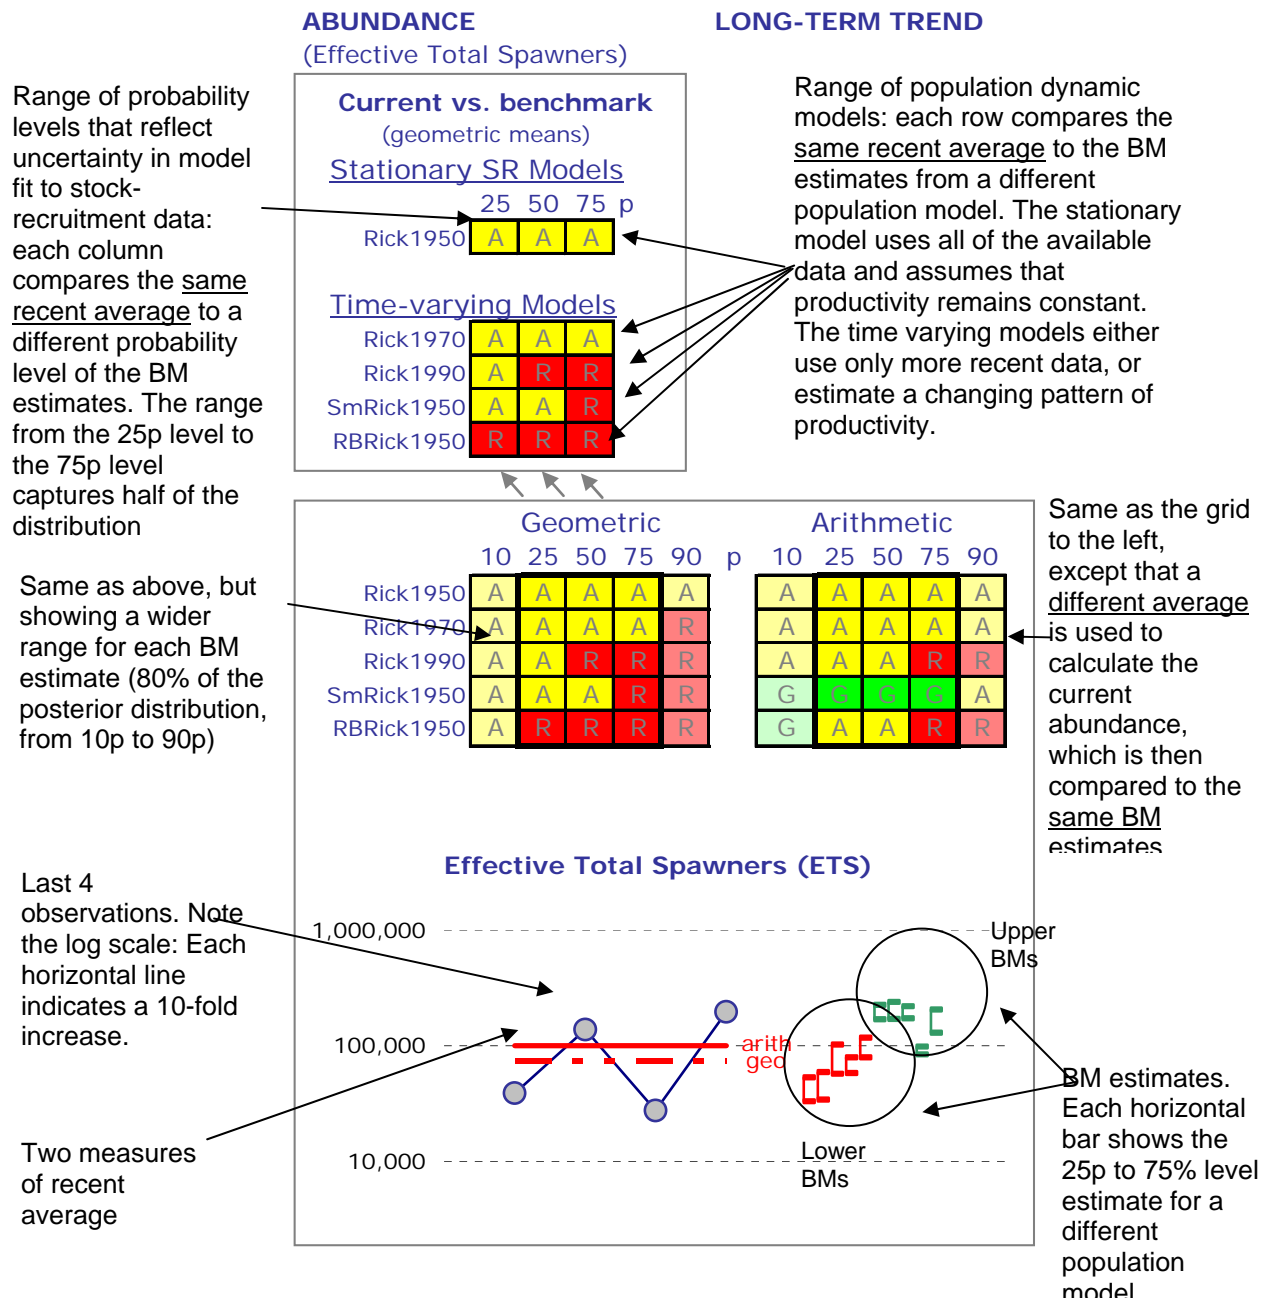 ABUNDANCE
(Effective Total Spawners)
LONG-TERM TREND
Range of probability
levels that reflect
uncertainty in model
fit to stock-
recruitment data:
each column
compares the same
recent average to a
different probability
level of the BM
estimates. The range
from the 25p level to
the 75p level
captures half of the
distribution
Current vs. benchmark
(geometric means)
Stationary SR Models
25 50 75 p
Rick1950 A A A
Time-varying Models
Rick1970 A A A
Rick1990 A R R
SmRick1950 A A R
RBRick1950 R R R
Range of population dynamic
models: each row compares the
same recent average to the BM
estimates from a different
population model. The stationary
model uses all of the available
data and assumes that
productivity remains constant.
The time varying models either
use only more recent data, or
estimate a changing pattern of
productivity.
Same as above, but
showing a wider
range for each BM
estimate (80% of the
posterior distribution,
from 10p to 90p)
Geometric Arithmetic
10 25 50 75 90 p 10 25 50 75 90
Rick1950 A A A A A A A A A A
Rick1970 A A A A R A A A A A
Rick1990 A A R R R A A A R R
SmRick1950 A A A R R G G G G A
RBRick1950 A R R R R G A A R R
Same as the grid
to the left,
except that a
different average
is used to
calculate the
current
abundance,
which is then
compared to the
same BM
estimates
Effective Total Spawners (ETS)
Last 4
observations. Note
the log scale: Each
horizontal line
indicates a 10-fold
increase.
Two measures
of recent
average
1,000,000
100,000
10,000
arith
geo
Upper
BMs
Lower
BMs
BM estimates.
Each horizontal
bar shows the
25p to 75% level
estimate for a
different
population
model